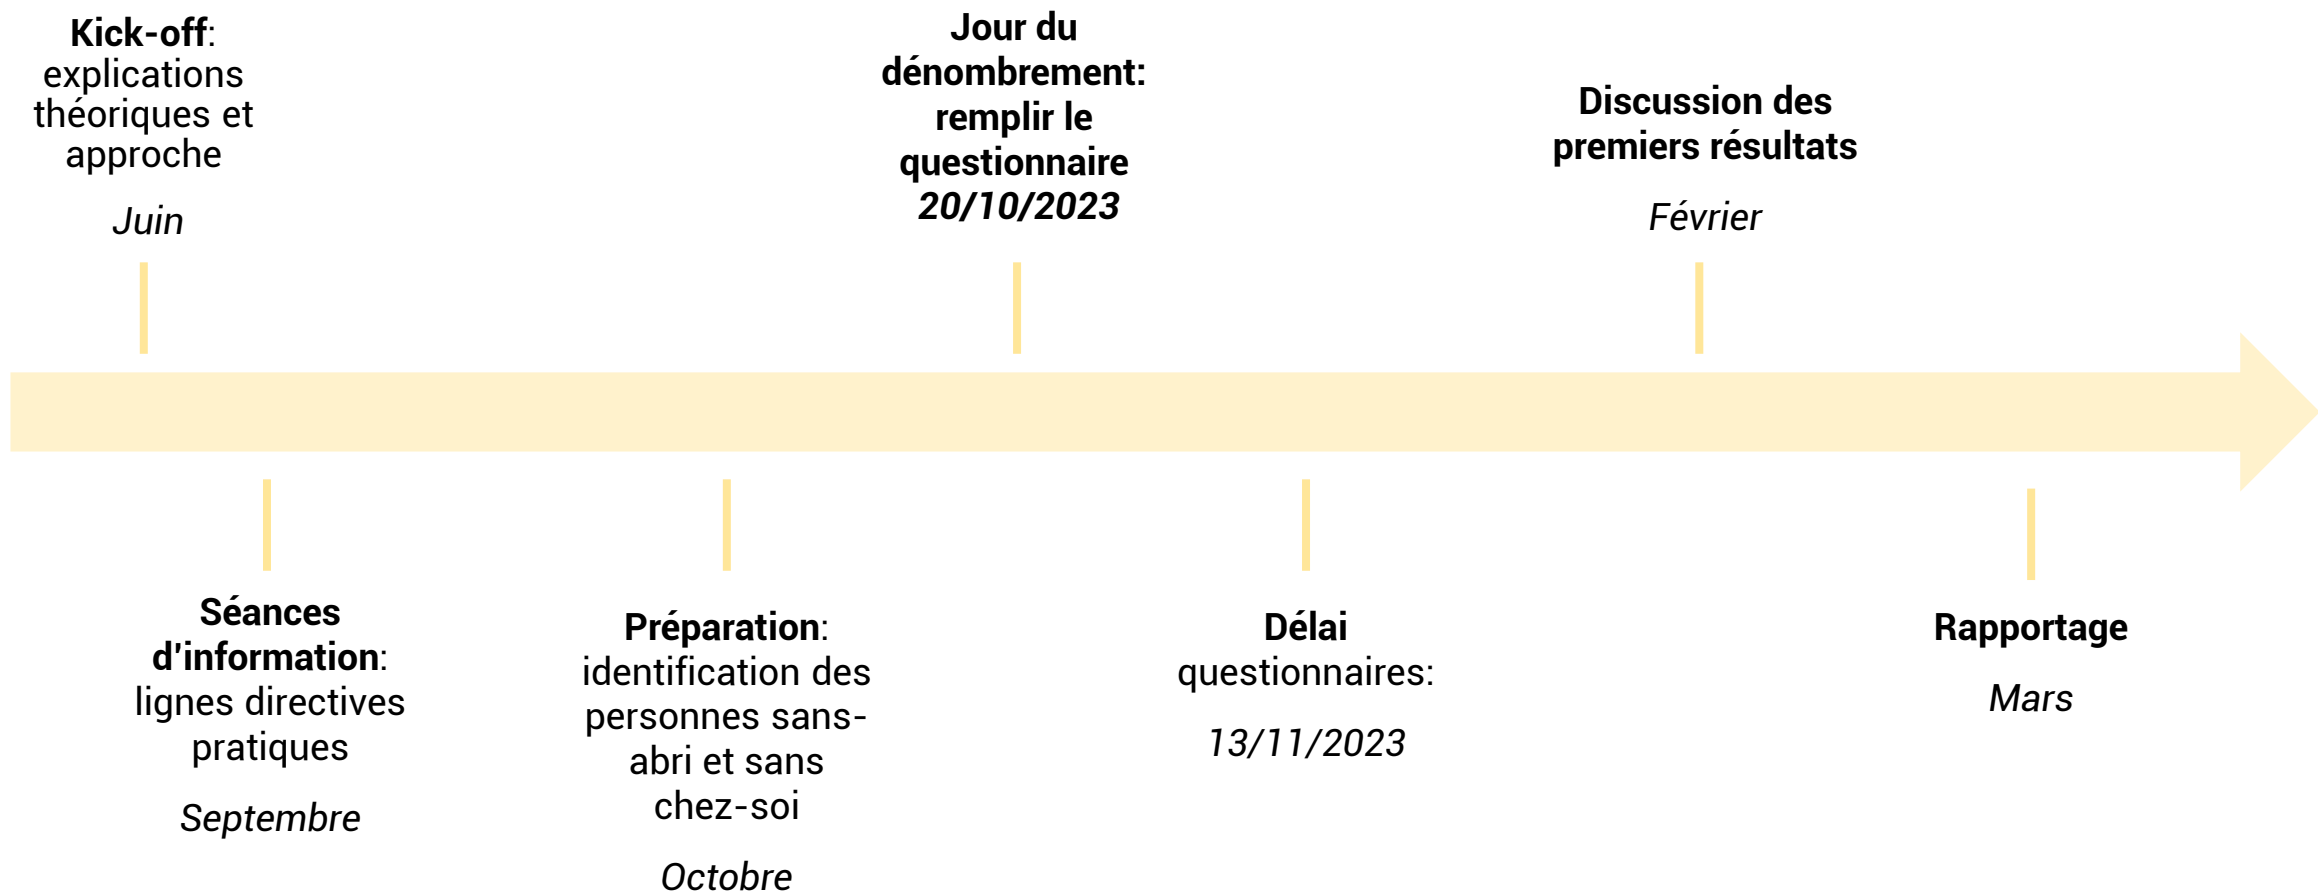 Kick-off:
explications
théoriques et
approche
Juin
Jour du
dénombrement:
remplir le
questionnaire
20/10/2023
Discussion des
premiers résultats
Février
Séances
d'information:
lignes directives
pratiques
Septembre
Préparation:
identification des
personnes sans-
abri et sans
chez-soi
Octobre
Délai
questionnaires:
13/11/2023
Rapportage
Mars